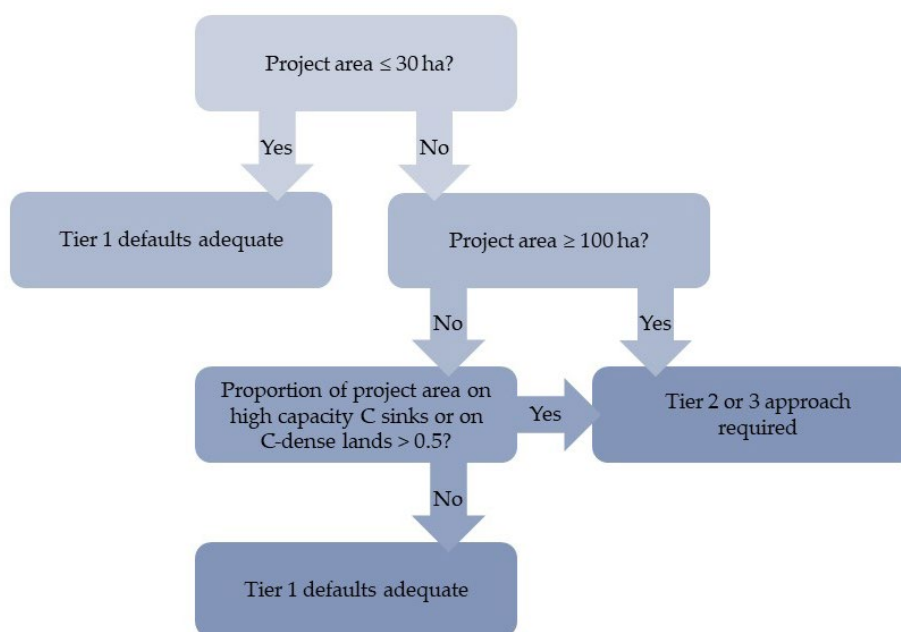 Project area ≤ 30 ha?
Yes
No
Tier 1 defaults adequate
Project area ≥ 100 ha?
No
Yes
Proportion of project area on
high capacity C sinks or on
C-dense lands > 0.5?
Yes
Tier 2 or 3 approach
required
No
Tier 1 defaults adequate